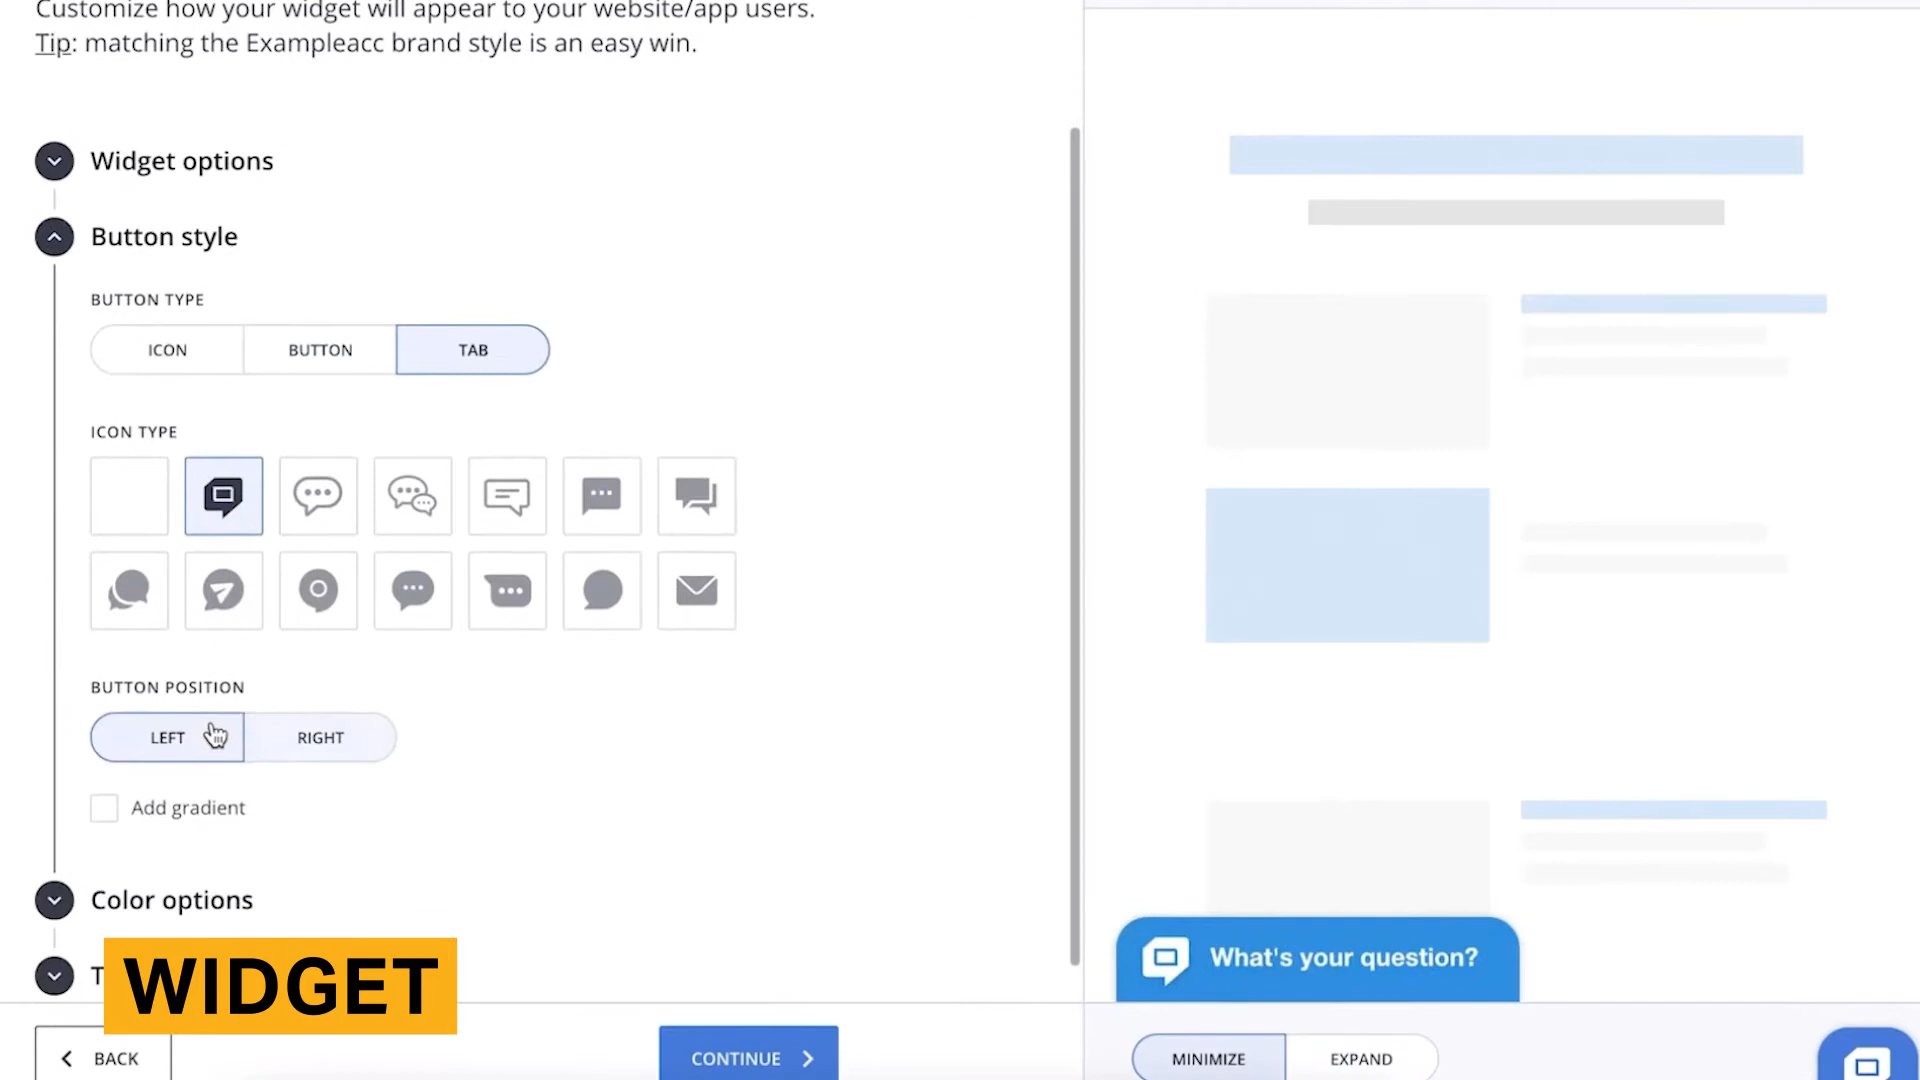 Customize how your widget will appear to your website/app users.
Tip: matching the Exampleacc brand style is an easy win.
Widget options
Button style
BUTTON TYPE
ICON BUTTON TAB
ICON TYPE
BUTTON POSITION
LEFT RIGHT
Add gradient
Color options
T
WIDGET
BACK
CONTINUE
What's your question?
MINIMIZE EXPAND